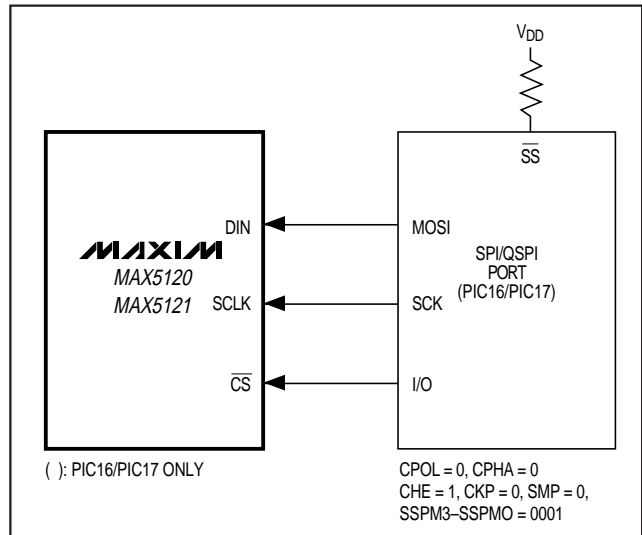 VDD
SS
DIN
MOSI
MAXIM
MAX5120
MAX5121
SPI/QSPI
PORT
(PIC16/PIC17)
SCLK
SCK
CS
I/O
( ): PIC16/PIC17 ONLY
CPOL = 0, CPHA = 0
CHE = 1, CKP = 0, SMP = 0,
SSPM3–SSPMO = 0001